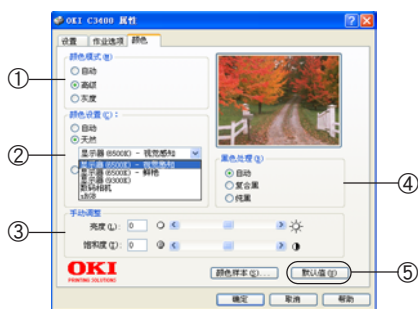 OKI C3400 属性
设置 作业选项 颜色
颜色模式(M)
① 自动
高级
灰度
颜色设置(C):
自动
天然
② 显示器(6500K) - 视觉感知
显示器(6500K) - 视觉感知
显示器(6500K) - 鲜艳
显示器(9300K)
数码相机
sRGB
黑色处理(B)
自动
④ 复合黑
纯黑
手动调整
③ 亮度(L): 0
饱和度(T): 0
OKI
PRINTING SOLUTIONS
颜色样本(S)... 默认值(D) ⑤
确定 取消 帮助